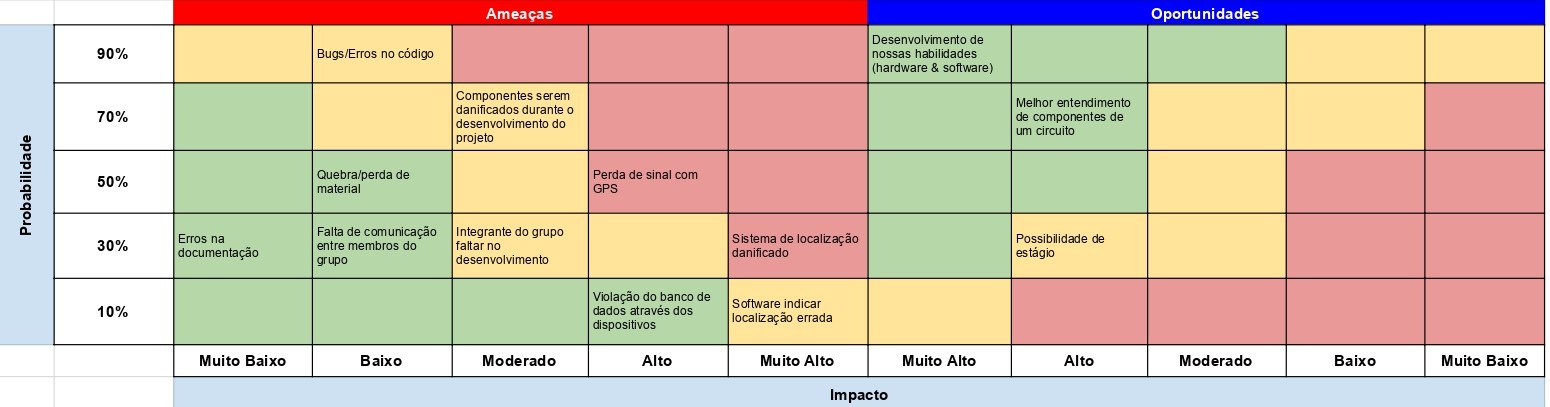 Ameaças
Oportunidades
Probabilidade
90%
Bugs/Erros no código
Desenvolvimento de
nossas habilidades
(hardware & software)
70%
Componentes serem
danificados durante o
desenvolvimento do
projeto
Melhor entendimento
de componentes de
um circuito
50%
Quebra/perda de
material
Perda de sinal com
GPS
30%
Erros na
documentação
Falta de comunicação
entre membros do
grupo
Integrante do grupo
faltar no
desenvolvimento
Sistema de localização
danificado
Possibilidade de
estágio
10%
Violação do banco de
dados através dos
dispositivos
Software indicar
localização errada
Muito Baixo
Baixo
Moderado
Alto
Muito Alto
Muito Alto
Alto
Moderado
Baixo
Muito Baixo
Impacto